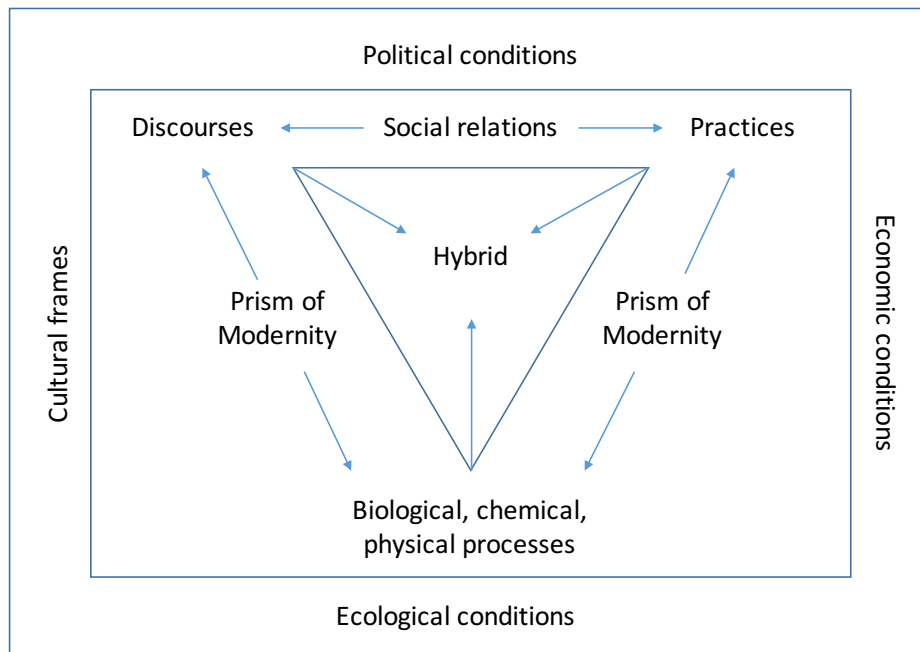 Political conditions
Discourses
Social relations
Practices
Hybrid
Cultural frames
Prism of
Modernity
Prism of
Modernity
Economic conditions
Biological, chemical,
physical processes
Ecological conditions